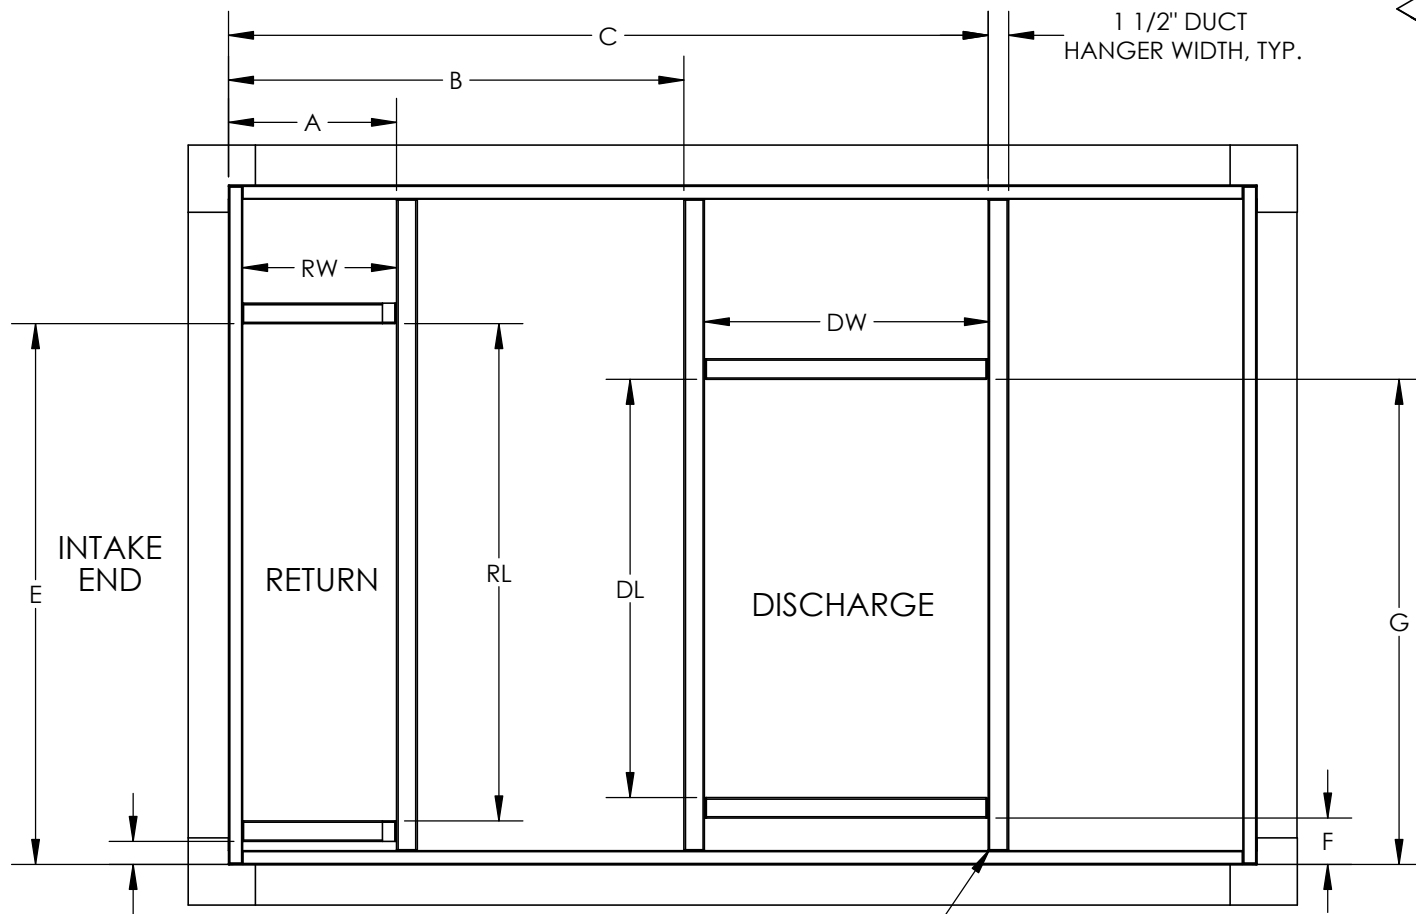 C
1 1/2" DUCT
HANGER WIDTH, TYP.
B
A
RW
DW
INTAKE
END
E
RETURN
RL
DL
DISCHARGE
G
F